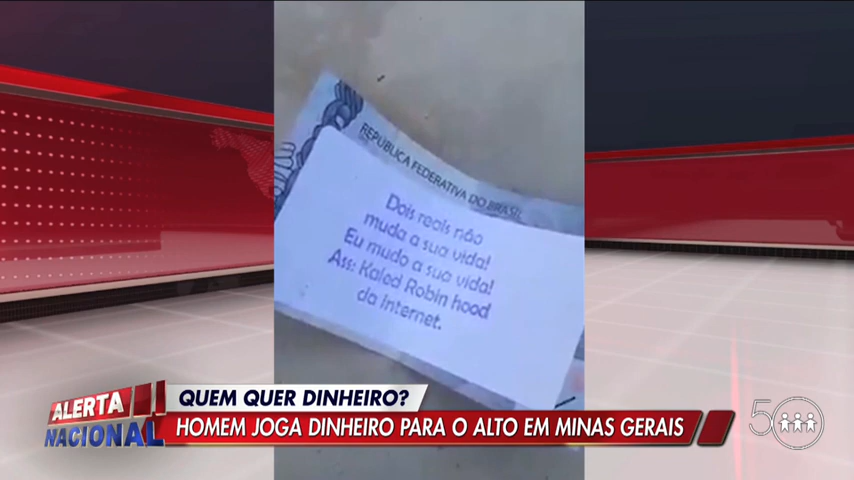 REPÚBLICA FEDERATIVA DO BRASIL
Dois reais não
muda a sua vida!
Eu mudo a sua vida!
Ass: Kaled Robin hood
da internet.
QUEM QUER DINHEIRO?
ALERTA
NACIONAL
HOMEM JOGA DINHEIRO PARA O ALTO EM MINAS GERAIS
50